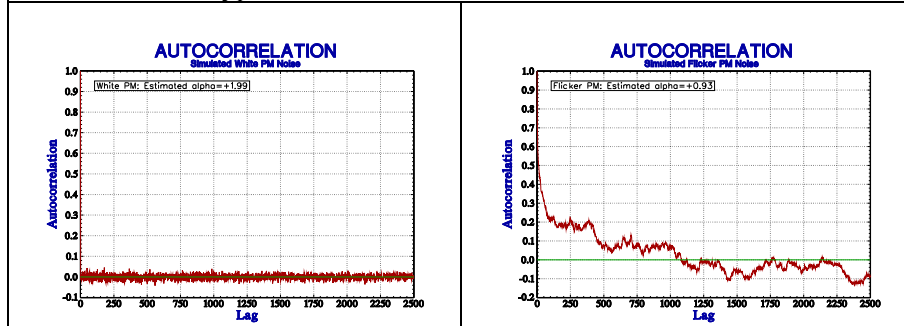 AUTOCORRELATION
Simulated White PM Noise
White PM: Estimated alpha=+1.99
Autocorrelation
1.0
0.9
0.8
0.7
0.6
0.5
0.4
0.3
0.2
0.1
0.0
-0.1
0 250 500 750 1000 1250 1500 1750 2000 2250 2500
Lag
AUTOCORRELATION
Simulated Flicker PM Noise
Flicker PM: Estimated alpha=+0.93
Autocorrelation
1.0
0.9
0.8
0.7
0.6
0.5
0.4
0.3
0.2
0.1
0.0
-0.1
-0.2
0 250 500 750 1000 1250 1500 1750 2000 2250 2500
Lag